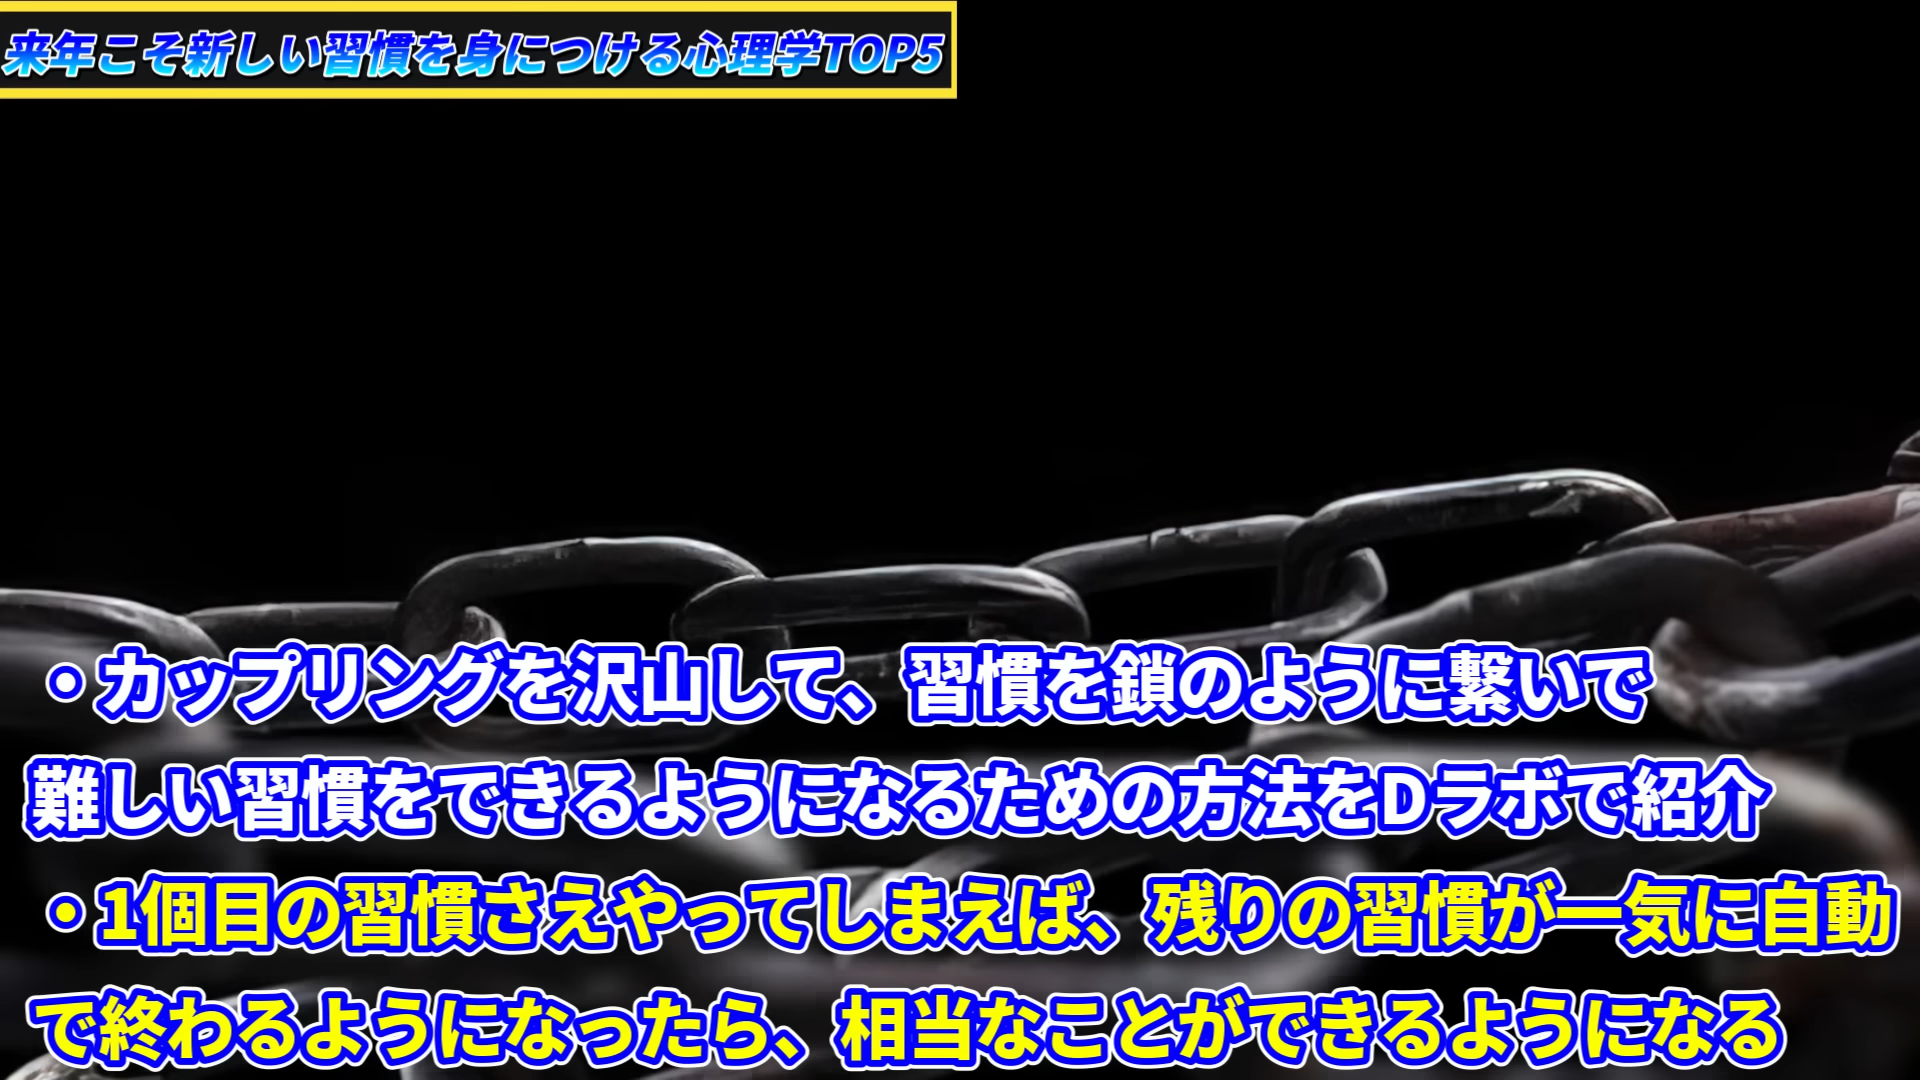 来年こそ新しい習慣を身につける心理学TOP5
・カップリングを沢山して、習慣を鎖のように繋いで
難しい習慣をできるようになるための方法をDラボで紹介
・1個目の習慣さえやってしまえば、残りの習慣が一気に自動
で終わるようになったら、相当なことができるようになる